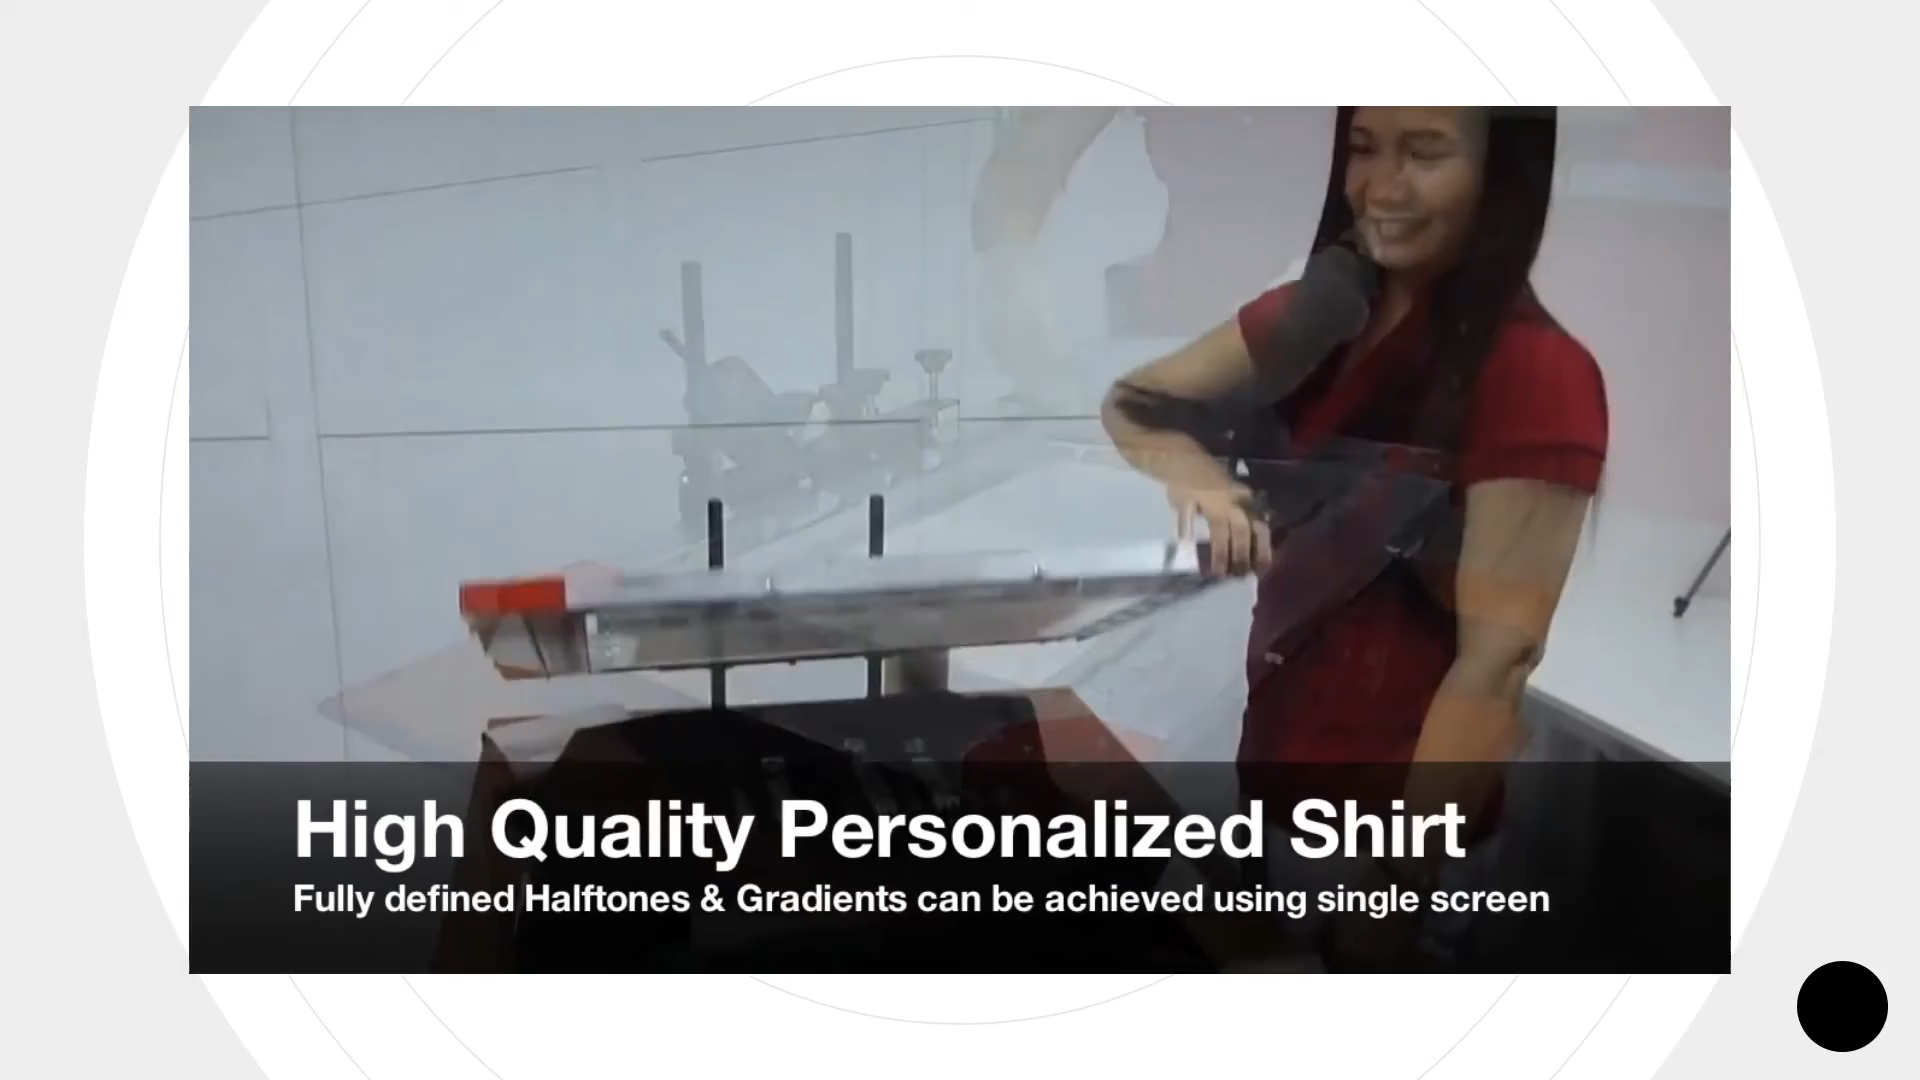 High Quality Personalized Shirt
Fully defined Halftones & Gradients can be achieved using single screen